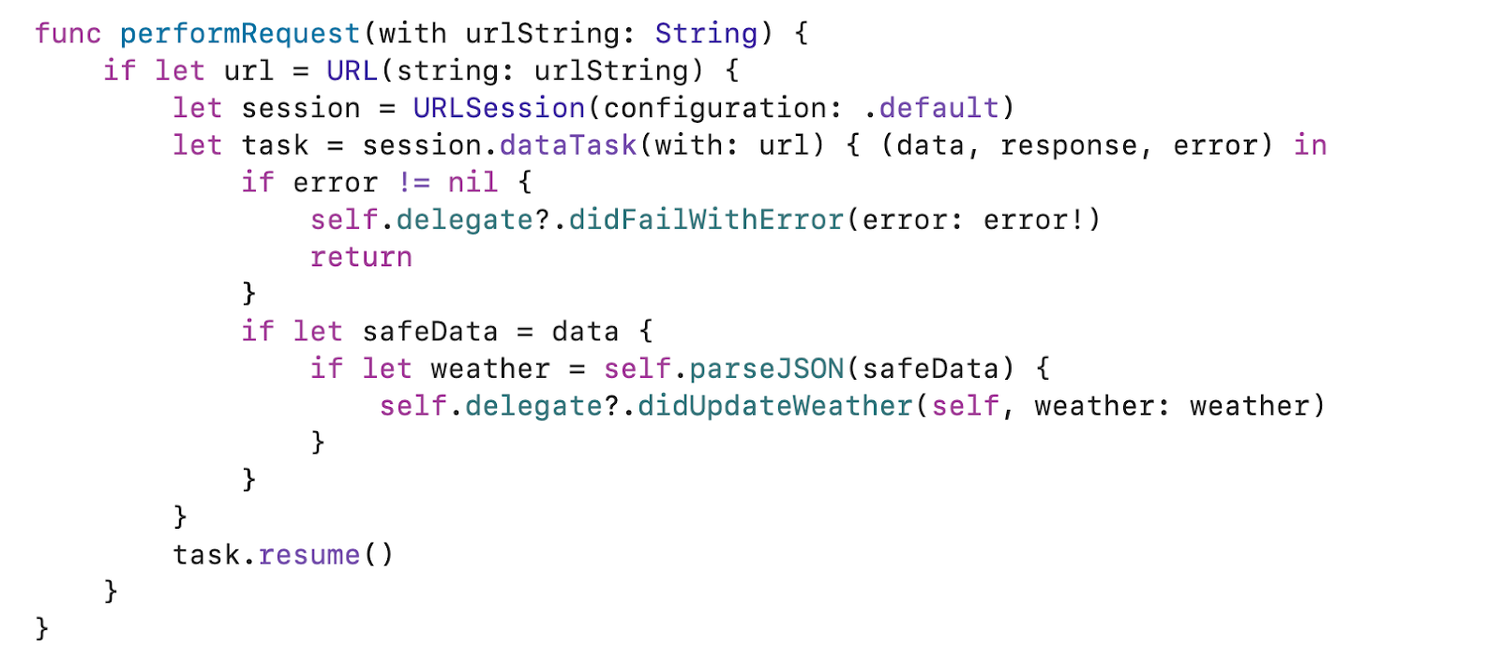 func performRequest(with urlString: String) {
    if let url = URL(string: urlString) {
        let session = URLSession(configuration: .default)
        let task = session.dataTask(with: url) { (data, response, error) in
            if error != nil {
                self.delegate?.didFailWithError(error: error!)
                return
            }
            if let safeData = data {
                if let weather = self.parseJSON(safeData) {
                    self.delegate?.didUpdateWeather(self, weather: weather)
                }
            }
        }
        task.resume()
    }
}